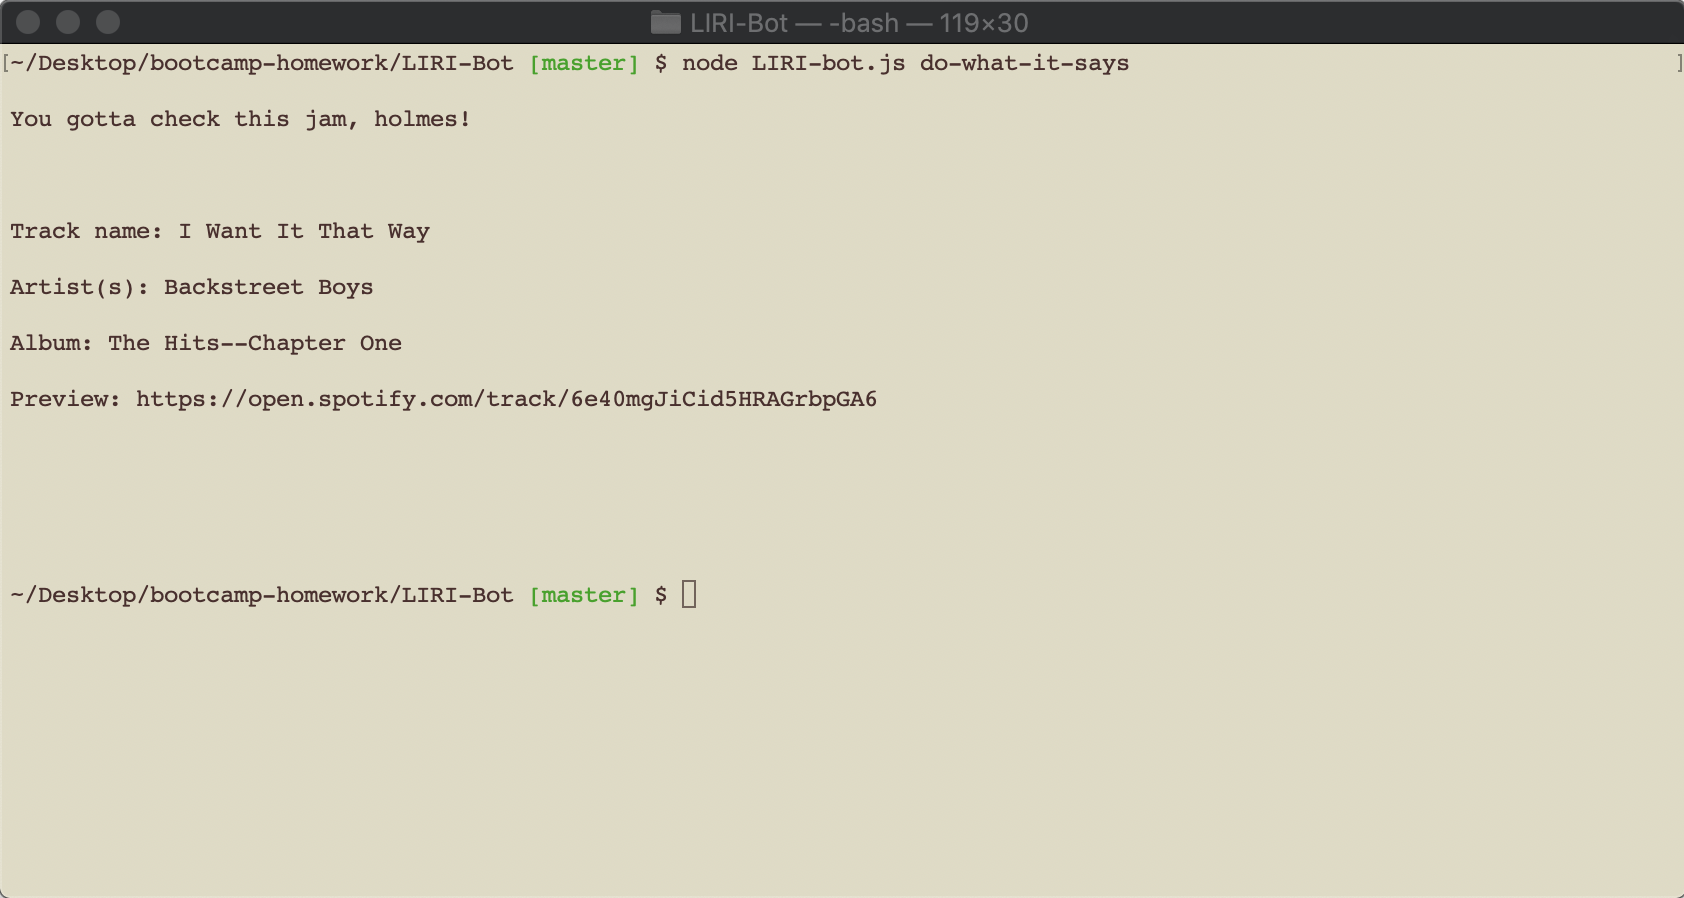 LIRI-Bot — -bash — 119×30
[~/Desktop/bootcamp-homework/LIRI-Bot [master] $ node LIRI-bot.js do-what-it-says ]
You gotta check this jam, holmes!
Track name: I Want It That Way
Artist(s): Backstreet Boys
Album: The Hits--Chapter One
Preview: https://open.spotify.com/track/6e40mgJiCid5HRAGrbpGA6
~/Desktop/bootcamp-homework/LIRI-Bot [master] $